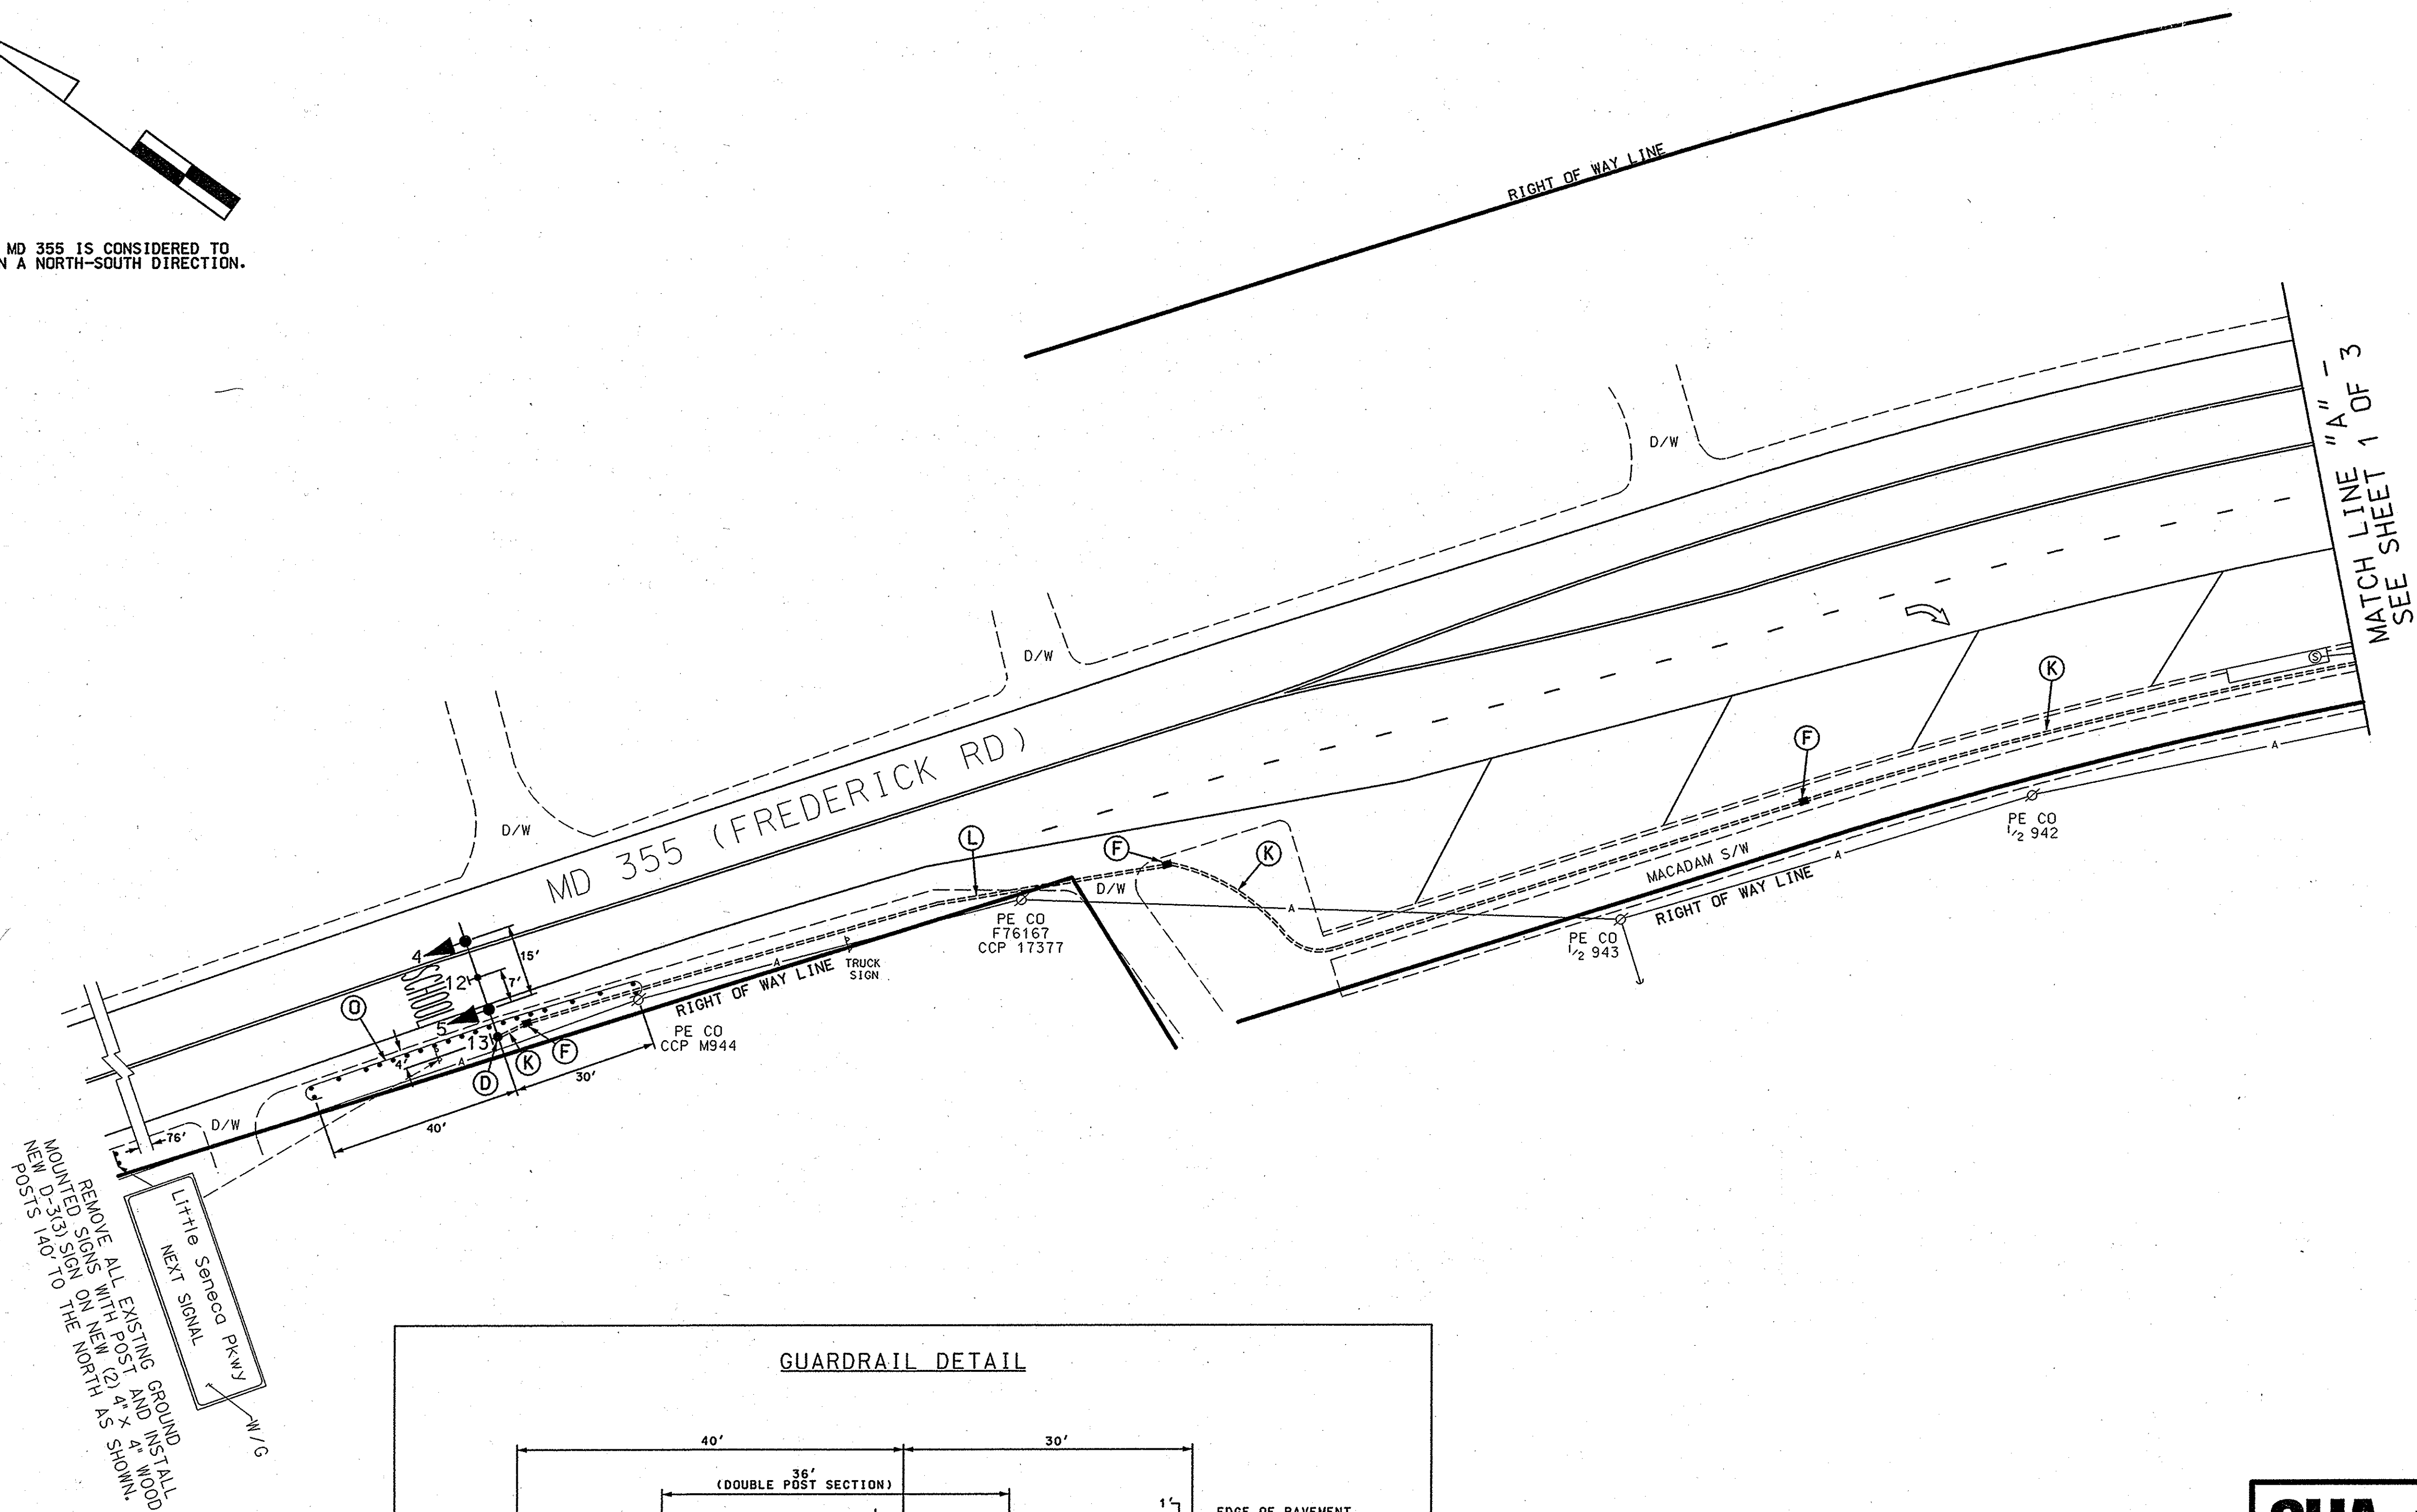 MD 355 IS CONSIDERED TO
N A NORTH-SOUTH DIRECTION.
RIGHT OF WAY LINE
MATCH LINE "A" - 3
SEE SHEET 1 OF 3
D/W
D/W
D/W
MD 355 (FREDERICK RD)
K
S
F
L
F
K
D/W
A
A
A
PE CO
1/2 942
MACADAM S/W
RIGHT OF WAY LINE
PE CO
1/2 943
PE CO
F76167
CCP 17377
TRUCK
SIGN
A
RIGHT OF WAY LINE
PE CO
CCP M944
4
SCHOOL
12
15'
7'
5
13
O
4'
A
D
K
F
30'
40'
D/W
76'
Little Seneca Pkwy
NEXT SIGNAL
W/G
REMOVE ALL EXISTING GROUND
MOUNTED SIGNS WITH POST AND INSTALL
NEW D-3(3) SIGN ON NEW (2) 4" X 4" WOOD
POSTS 140' TO THE NORTH AS SHOWN.
GUARDRAIL DETAIL
40'
30'
36'
(DOUBLE POST SECTION)
1'
EDGE OF PAVEMENT
SHA